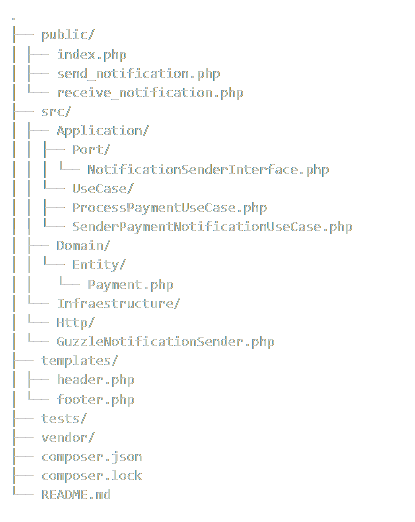 .
├── public/
│ ├── index.php
│ ├── send_notification.php
│ └── receive_notification.php
├── src/
│ ├── Application/
│ │ ├── Port/
│ │ │ └── NotificationSenderInterface.php
│ │ └── UseCase/
│ │ ├── ProcessPaymentUseCase.php
│ │ └── SenderPaymentNotificationUseCase.php
│ ├── Domain/
│ │ └── Entity/
│ │ └── Payment.php
│ └── Infraestructure/
│ └── Http/
│ └── GuzzleNotificationSender.php
├── templates/
│ ├── header.php
│ └── footer.php
├── tests/
├── vendor/
├── composer.json
├── composer.lock
└── README.md